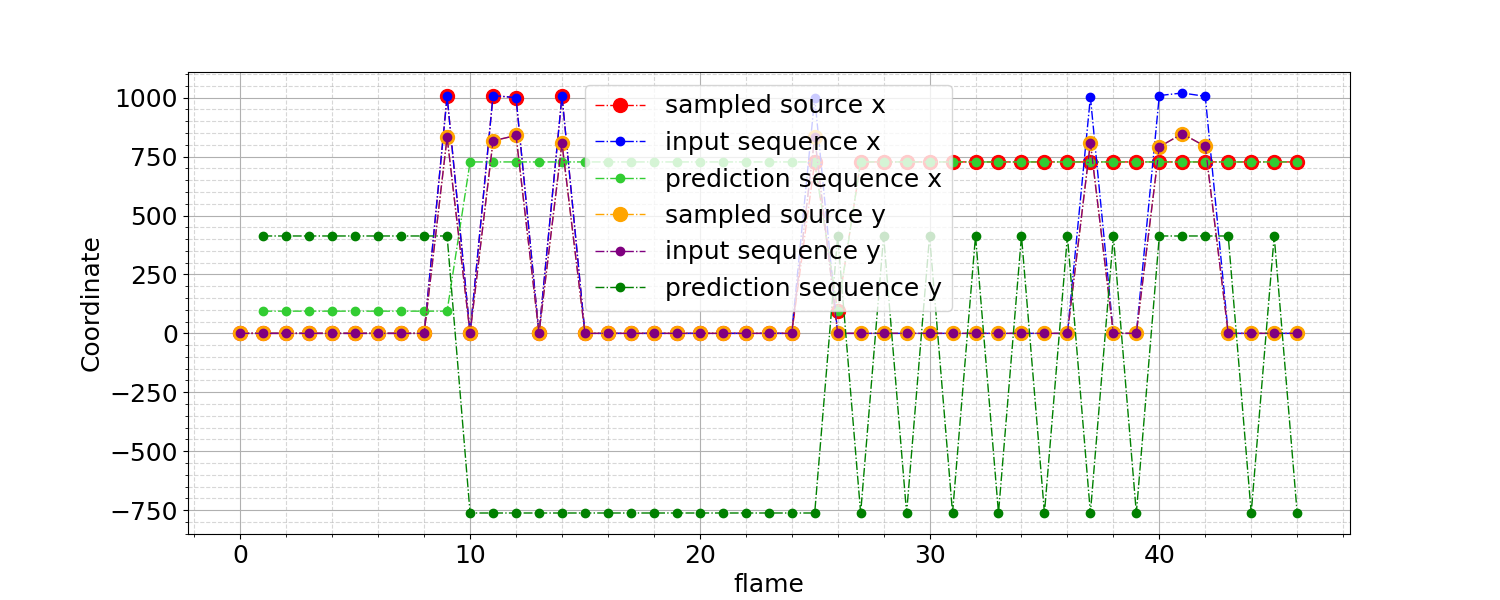 1000
750
500
250
0
−250
−500
−750
Coordinate
sampled source x
input sequence x
prediction sequence x
sampled source y
input sequence y
prediction sequence y
0 10 20 30 40
flame